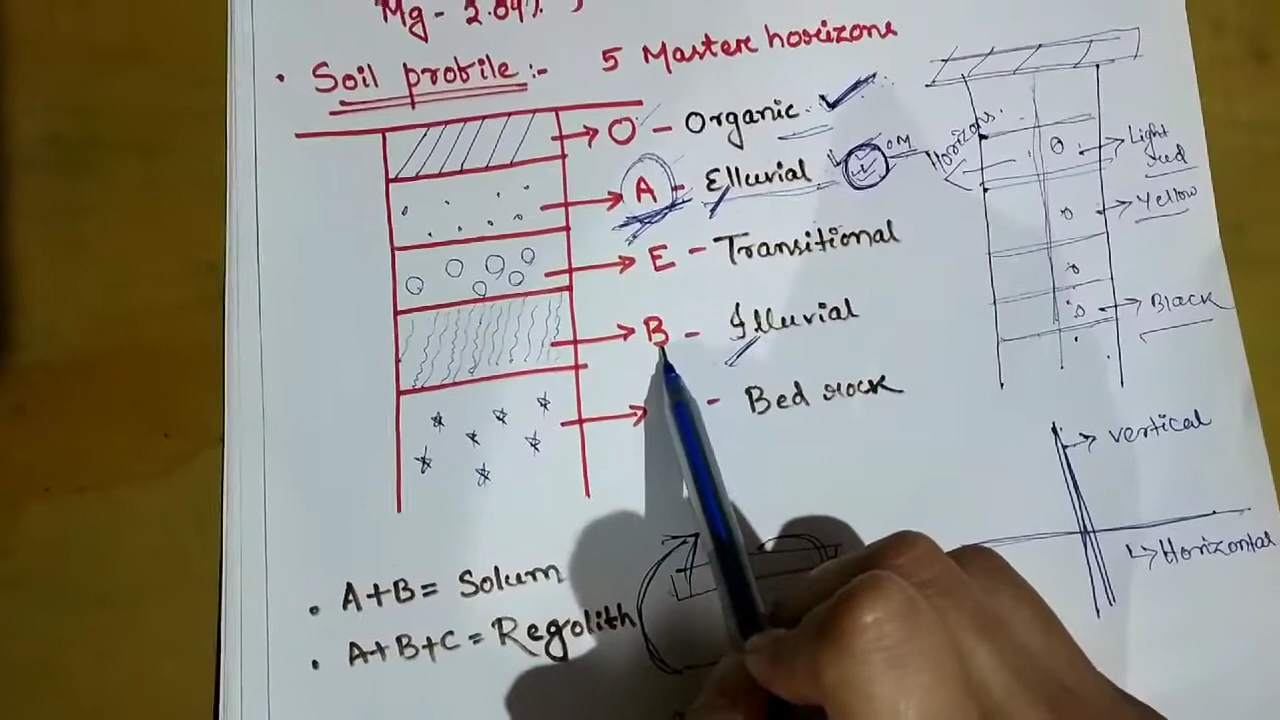 Mg - 2.04%
• Soil profile :- 5 Master horizons
→ O - Organic
→ A - Elluvial
→ E - Transitional
→ B - Illuvial
→ - Bed rock
• A+B = Solum
• A+B+C = Regolith
OM
Horizons.
→ Light
red
→ Yellow
→ Black
→ vertical
↳ Horizontal